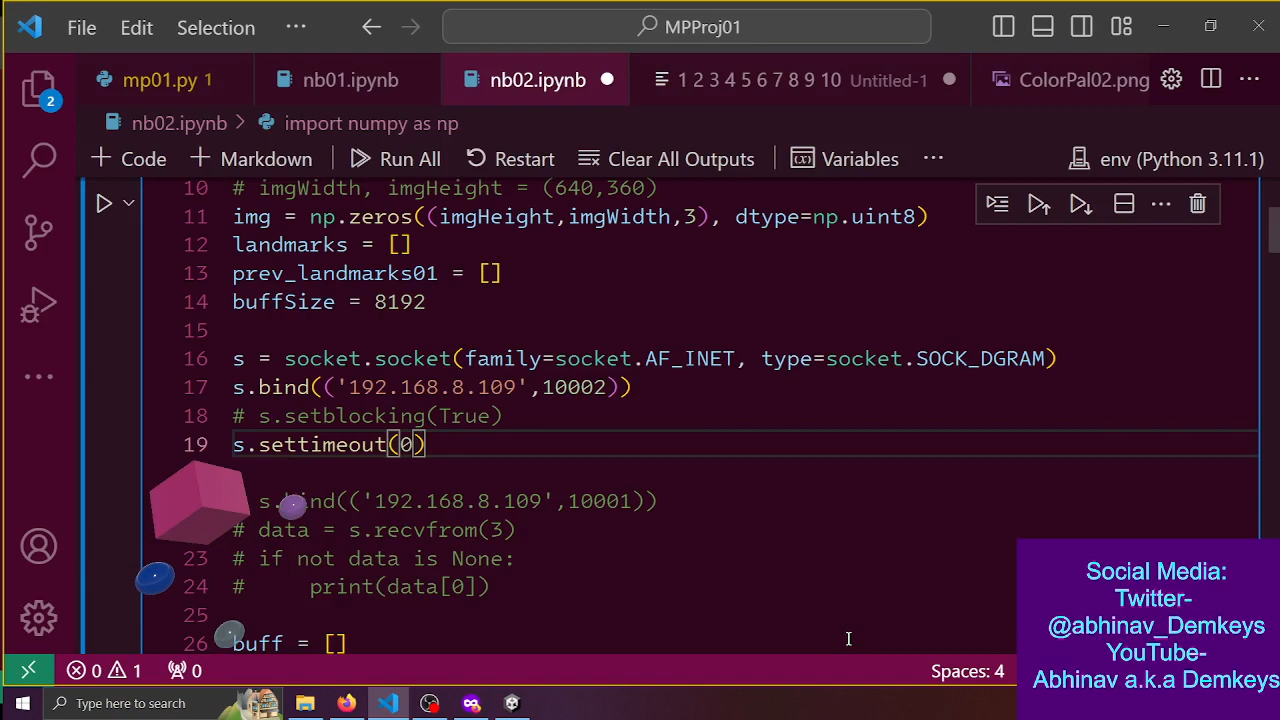 File Edit Selection ··· MPProj01
2
mp01.py 1 nb01.ipynb nb02.ipynb 1 2 3 4 5 6 7 8 9 10 Untitled-1 ColorPal02.png ···
nb02.ipynb > import numpy as np
+ Code + Markdown Run All Restart Clear All Outputs Variables ··· env (Python 3.11.1)
10 # imgWidth, imgHeight = (640,360)
11 img = np.zeros((imgHeight,imgWidth,3), dtype=np.uint8)
12 landmarks = []
13 prev_landmarks01 = []
14 buffSize = 8192
15
16 s = socket.socket(family=socket.AF_INET, type=socket.SOCK_DGRAM)
17 s.bind(('192.168.8.109',10002))
18 # s.setblocking(True)
19 s.settimeout(0)
s.bind(('192.168.8.109',10001))
# data = s.recvfrom(3)
23 # if not data is None:
24 #     print(data[0])
25
26 buff = []
Social Media:
Twitter-
@abhinav_Demkeys
YouTube-
Abhinav a.k.a Demkeys
0 1 0 Spaces: 4
Type here to search